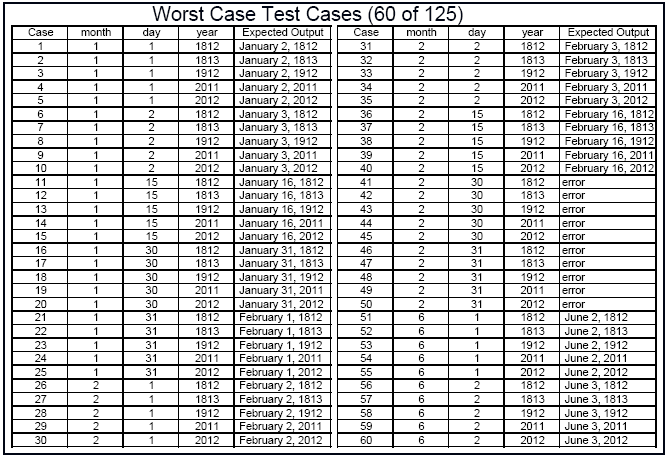 Worst Case Test Cases (60 of 125)
Case month day year Expected Output Case month day year Expected Output
1 1 1 1812 January 2, 1812 31 2 2 1812 February 3, 1812
2 1 1 1813 January 2, 1813 32 2 2 1813 February 3, 1813
3 1 1 1912 January 2, 1912 33 2 2 1912 February 3, 1912
4 1 1 2011 January 2, 2011 34 2 2 2011 February 3, 2011
5 1 1 2012 January 2, 2012 35 2 2 2012 February 3, 2012
6 1 2 1812 January 3, 1812 36 2 15 1812 February 16, 1812
7 1 2 1813 January 3, 1813 37 2 15 1813 February 16, 1813
8 1 2 1912 January 3, 1912 38 2 15 1912 February 16, 1912
9 1 2 2011 January 3, 2011 39 2 15 2011 February 16, 2011
10 1 2 2012 January 3, 2012 40 2 15 2012 February 16, 2012
11 1 15 1812 January 16, 1812 41 2 30 1812 error
12 1 15 1813 January 16, 1813 42 2 30 1813 error
13 1 15 1912 January 16, 1912 43 2 30 1912 error
14 1 15 2011 January 16, 2011 44 2 30 2011 error
15 1 15 2012 January 16, 2012 45 2 30 2012 error
16 1 30 1812 January 31, 1812 46 2 31 1812 error
17 1 30 1813 January 31, 1813 47 2 31 1813 error
18 1 30 1912 January 31, 1912 48 2 31 1912 error
19 1 30 2011 January 31, 2011 49 2 31 2011 error
20 1 30 2012 January 31, 2012 50 2 31 2012 error
21 1 31 1812 February 1, 1812 51 6 1 1812 June 2, 1812
22 1 31 1813 February 1, 1813 52 6 1 1813 June 2, 1813
23 1 31 1912 February 1, 1912 53 6 1 1912 June 2, 1912
24 1 31 2011 February 1, 2011 54 6 1 2011 June 2, 2011
25 1 31 2012 February 1, 2012 55 6 1 2012 June 2, 2012
26 2 1 1812 February 2, 1812 56 6 2 1812 June 3, 1812
27 2 1 1813 February 2, 1813 57 6 2 1813 June 3, 1813
28 2 1 1912 February 2, 1912 58 6 2 1912 June 3, 1912
29 2 1 2011 February 2, 2011 59 6 2 2011 June 3, 2011
30 2 1 2012 February 2, 2012 60 6 2 2012 June 3, 2012